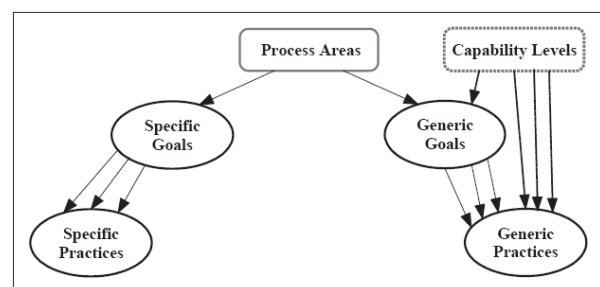 Process Areas
Capability Levels
Specific
Goals
Generic
Goals
Specific
Practices
Generic
Practices